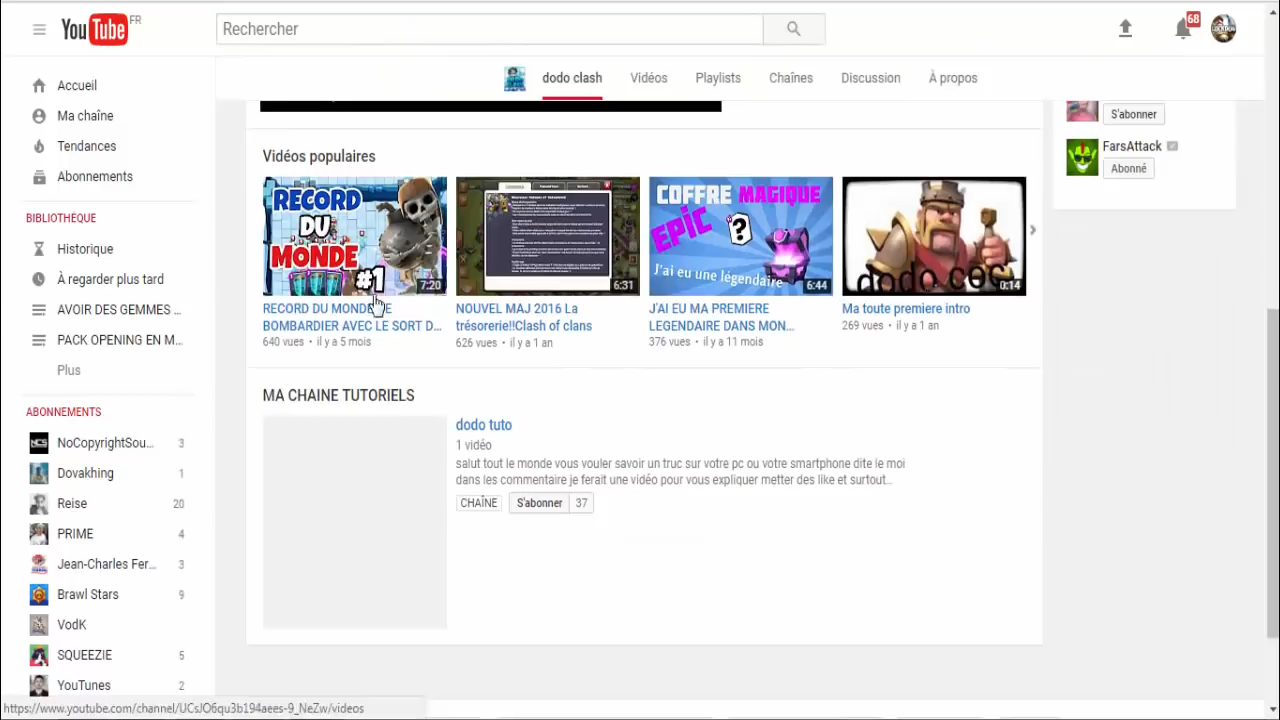 YouTube FR
Rechercher
68
Accueil
Ma chaîne
Tendances
Abonnements
BIBLIOTHÈQUE
Historique
À regarder plus tard
AVOIR DES GEMMES ...
PACK OPENING EN M...
Plus
ABONNEMENTS
NoCopyrightSou... 3
Dovakhing 1
Reise 20
PRIME 4
Jean-Charles Fer... 3
Brawl Stars 9
VodK
SQUEEZIE 5
YouTunes 2
dodo clash Vidéos Playlists Chaînes Discussion À propos
Vidéos populaires
RECORD
DU
MONDE
#1
7:20
RECORD DU MONDE
BOMBARDIER AVEC LE SORT D...
640 vues • il y a 5 mois
6:31
NOUVEL MAJ 2016 La
trésorerie!!Clash of clans
626 vues • il y a 1 an
COFFRE MAGIQUE
EPIC ?
j'ai eu une légendaire
6:44
J'AI EU MA PREMIERE
LEGENDAIRE DANS MON...
376 vues • il y a 11 mois
0:14
Ma toute premiere intro
269 vues • il y a 1 an
MA CHAINE TUTORIELS
dodo tuto
1 vidéo
salut tout le monde vous vouler savoir un truc sur votre pc ou votre smartphone dite le moi
dans les commentaire je ferait une vidéo pour vous expliquer metter des like et surtout...
CHAÎNE S'abonner 37
S'abonner
FarsAttack
Abonné
https://www.youtube.com/channel/UCsJO6qu3b194aees-9_NeZw/videos